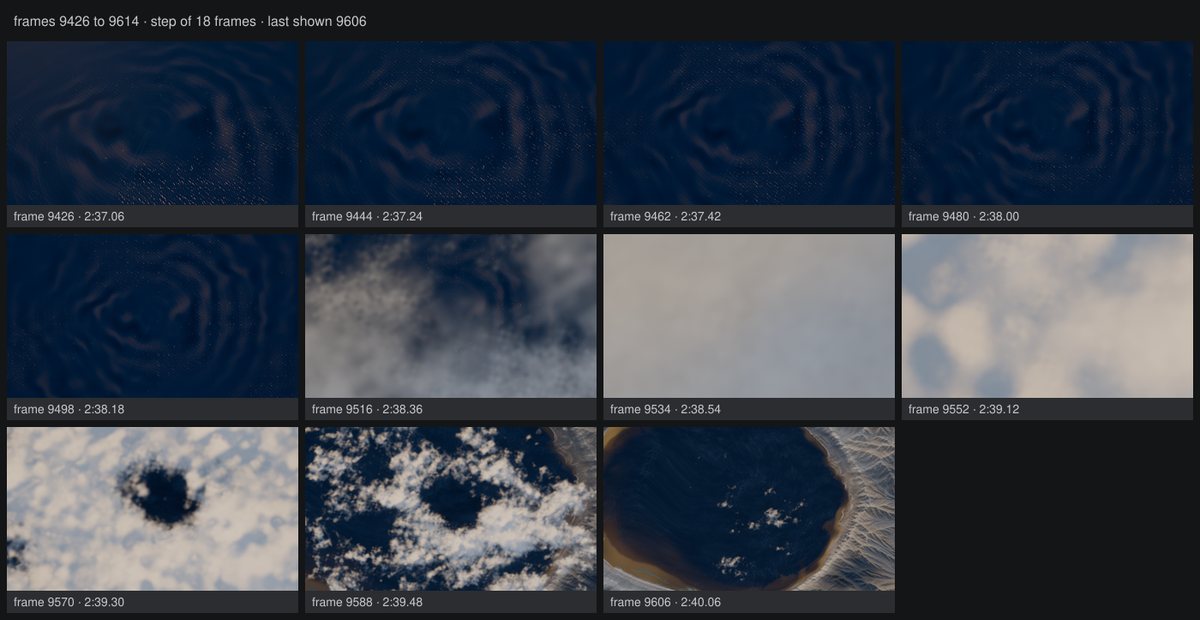 frames 9426 to 9614 · step of 18 frames · last shown 9606
frame 9426 · 2:37.06
frame 9444 · 2:37.24
frame 9462 · 2:37.42
frame 9480 · 2:38.00
frame 9498 · 2:38.18
frame 9516 · 2:38.36
frame 9534 · 2:38.54
frame 9552 · 2:39.12
frame 9570 · 2:39.30
frame 9588 · 2:39.48
frame 9606 · 2:40.06